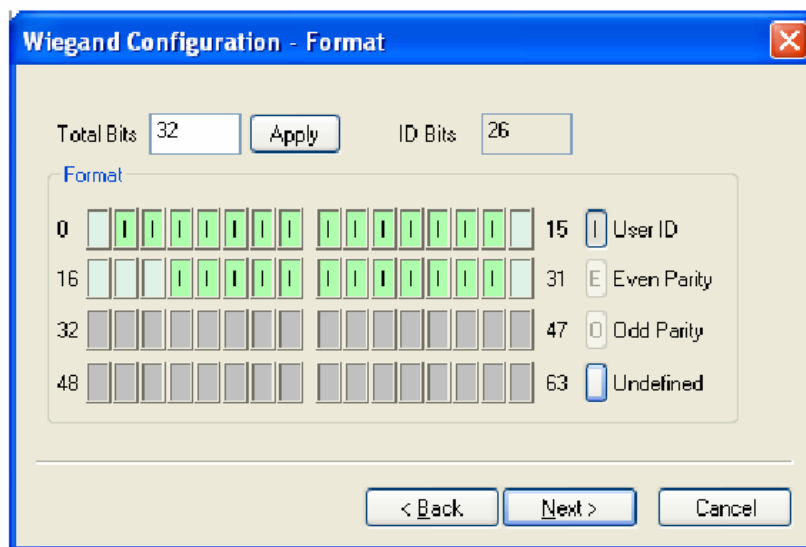 Wiegand Configuration - Format
Total Bits 32 Apply ID Bits 26
Format
0 I I I I I I I I I I I I I I 15 I User ID
16 I I I I I I I I I I I I 31 E Even Parity
32 47 O Odd Parity
48 63 Undefined
< Back Next > Cancel